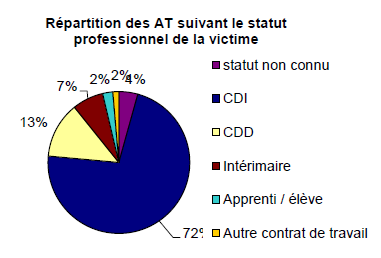 Répartition des AT suivant le statut
professionnel de la victime
2%
2%
4%
7%
13%
72%
statut non connu
CDI
CDD
Intérimaire
Apprenti / élève
Autre contrat de travail